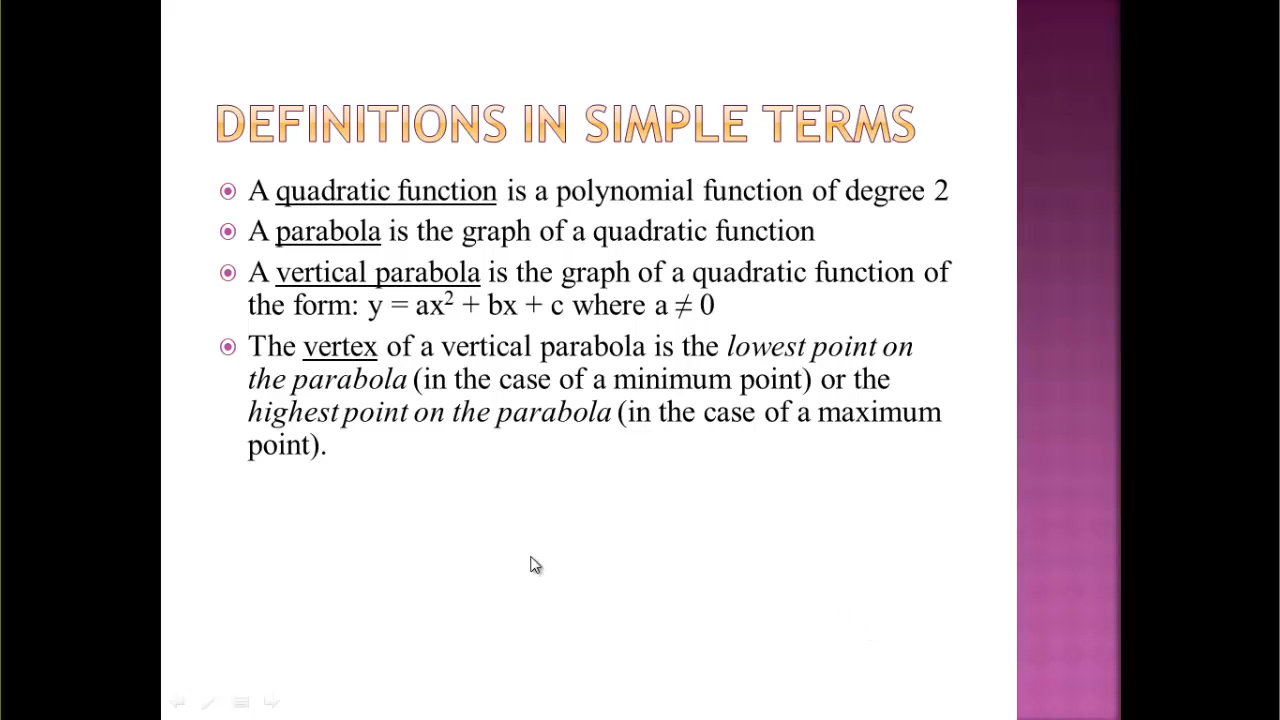 DEFINITIONS IN SIMPLE TERMS
A quadratic function is a polynomial function of degree 2
A parabola is the graph of a quadratic function
A vertical parabola is the graph of a quadratic function of
the form: y = ax² + bx + c where a ≠ 0
The vertex of a vertical parabola is the lowest point on
the parabola (in the case of a minimum point) or the
highest point on the parabola (in the case of a maximum
point).